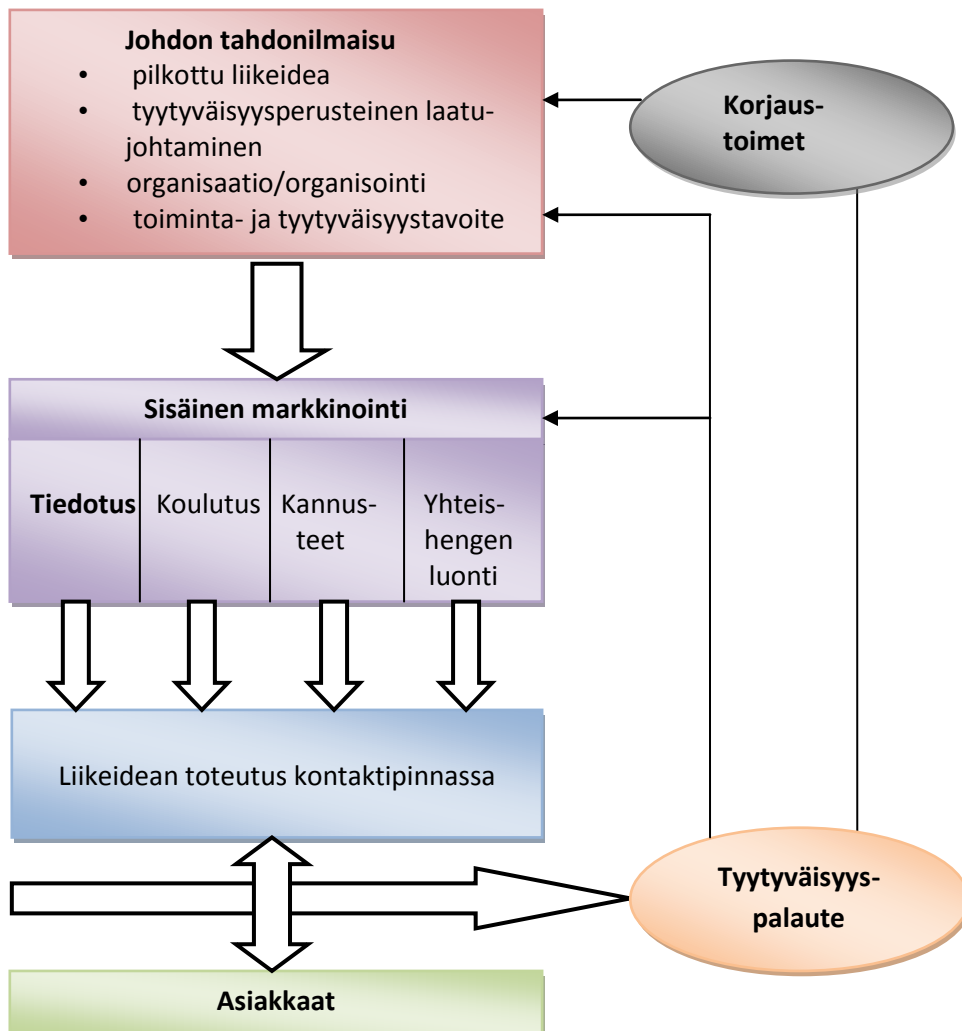 Johdon tahdonilmaisu
• pilkottu liikeidea
• tyytyväisyysperusteinen laatu-
johtaminen
• organisaatio/organisointi
• toiminta- ja tyytyväisyystavoite
Korjaus-
toimet
Sisäinen markkinointi
Tiedotus
Koulutus
Kannus-
teet
Yhteis-
hengen
luonti
Liikeidean toteutus kontaktipinnassa
Tyytyväisyys-
palaute
Asiakkaat